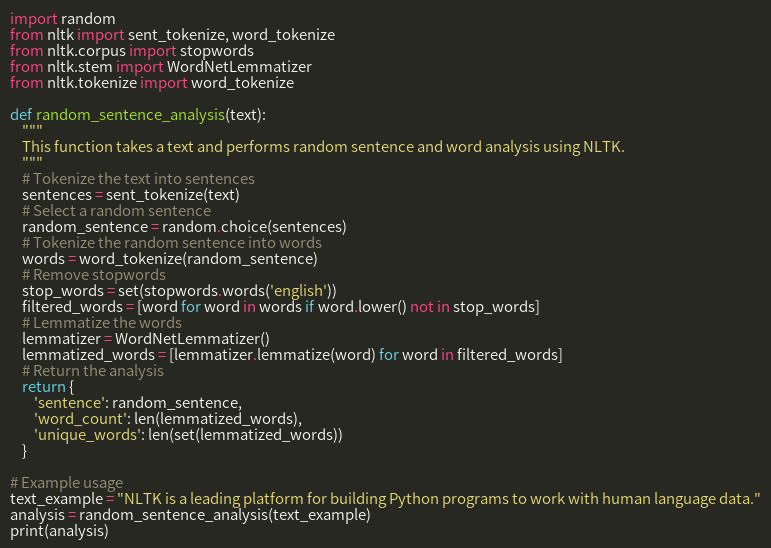 import random
from nltk import sent_tokenize, word_tokenize
from nltk.corpus import stopwords
from nltk.stem import WordNetLemmatizer
from nltk.tokenize import word_tokenize

def random_sentence_analysis(text):
    """
    This function takes a text and performs random sentence and word analysis using NLTK.
    """
    # Tokenize the text into sentences
    sentences = sent_tokenize(text)
    # Select a random sentence
    random_sentence = random.choice(sentences)
    # Tokenize the random sentence into words
    words = word_tokenize(random_sentence)
    # Remove stopwords
    stop_words = set(stopwords.words('english'))
    filtered_words = [word for word in words if word.lower() not in stop_words]
    # Lemmatize the words
    lemmatizer = WordNetLemmatizer()
    lemmatized_words = [lemmatizer.lemmatize(word) for word in filtered_words]
    # Return the analysis
    return {
        'sentence': random_sentence,
        'word_count': len(lemmatized_words),
        'unique_words': len(set(lemmatized_words))
    }

# Example usage
text_example = "NLTK is a leading platform for building Python programs to work with human language data."
analysis = random_sentence_analysis(text_example)
print(analysis)